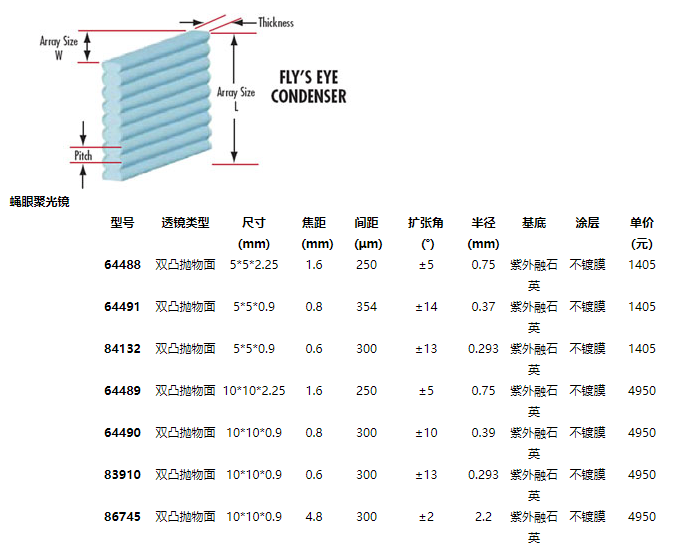 Thickness
Array Size
W
FLY'S EYE
CONDENSER
Array Size
L
Pitch
蝇眼聚光镜
型号 透镜类型 尺寸 焦距 间距 扩张角 半径 基底 涂层 单价
(mm) (mm) (μm) (°) (mm) (元)
64488 双凸抛物面 5*5*2.25 1.6 250 ±5 0.75 紫外融石 不镀膜 1405
英
64491 双凸抛物面 5*5*0.9 0.8 354 ±14 0.37 紫外融石 不镀膜 1405
英
84132 双凸抛物面 5*5*0.9 0.6 300 ±13 0.293 紫外融石 不镀膜 1405
英
64489 双凸抛物面 10*10*2.25 1.6 250 ±5 0.75 紫外融石 不镀膜 4950
英
64490 双凸抛物面 10*10*0.9 0.8 300 ±10 0.39 紫外融石 不镀膜 4950
英
83910 双凸抛物面 10*10*0.9 0.6 300 ±13 0.293 紫外融石 不镀膜 4950
英
86745 双凸抛物面 10*10*0.9 4.8 300 ±2 2.2 紫外融石 不镀膜 4950
英